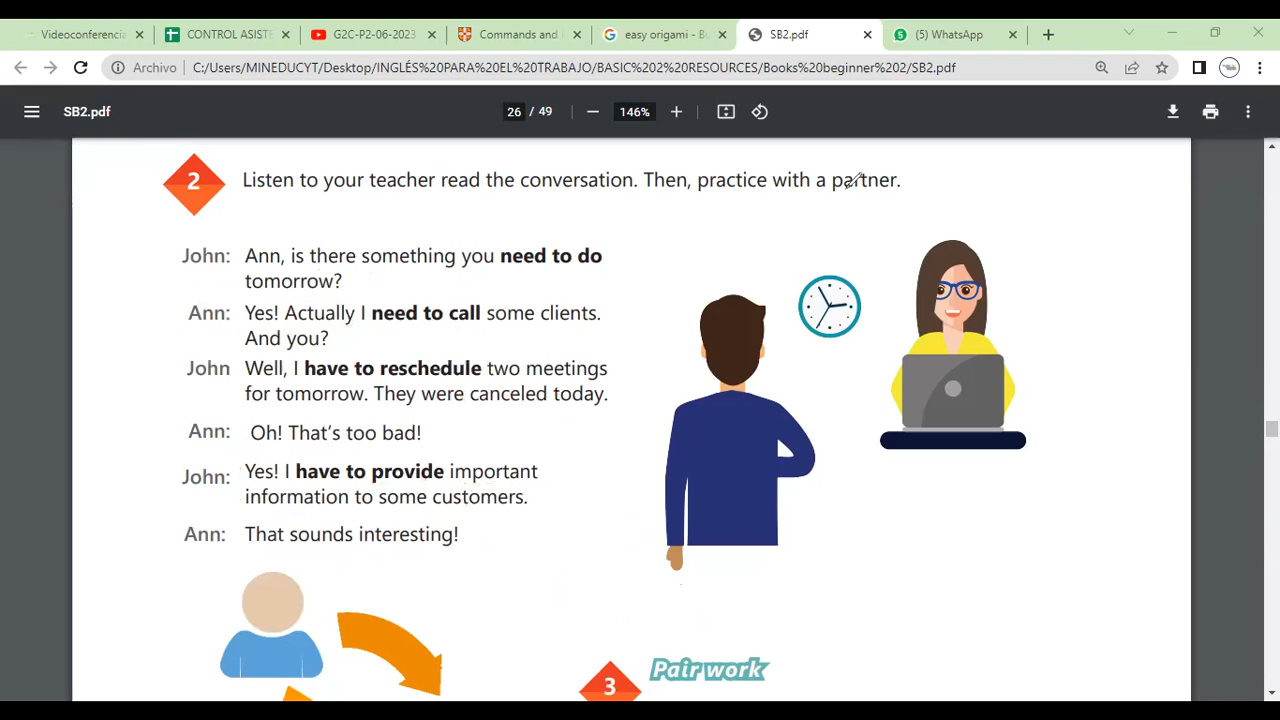 Videoconferencia
CONTROL ASISTE
G2C-P2-06-2023
Commands and
easy origami - B
SB2.pdf
(5) WhatsApp
Archivo
C:/Users/MINEDUCYT/Desktop/INGLÉS%20PARA%20EL%20TRABAJO/BASIC%202%20RESOURCES/Books%20beginner%202/SB2.pdf
SB2.pdf
26 / 49
146%
2
Listen to your teacher read the conversation. Then, practice with a partner.
John: Ann, is there something you need to do
tomorrow?
Ann: Yes! Actually I need to call some clients.
And you?
John Well, I have to reschedule two meetings
for tomorrow. They were canceled today.
Ann: Oh! That's too bad!
John: Yes! I have to provide important
information to some customers.
Ann: That sounds interesting!
3
Pair work